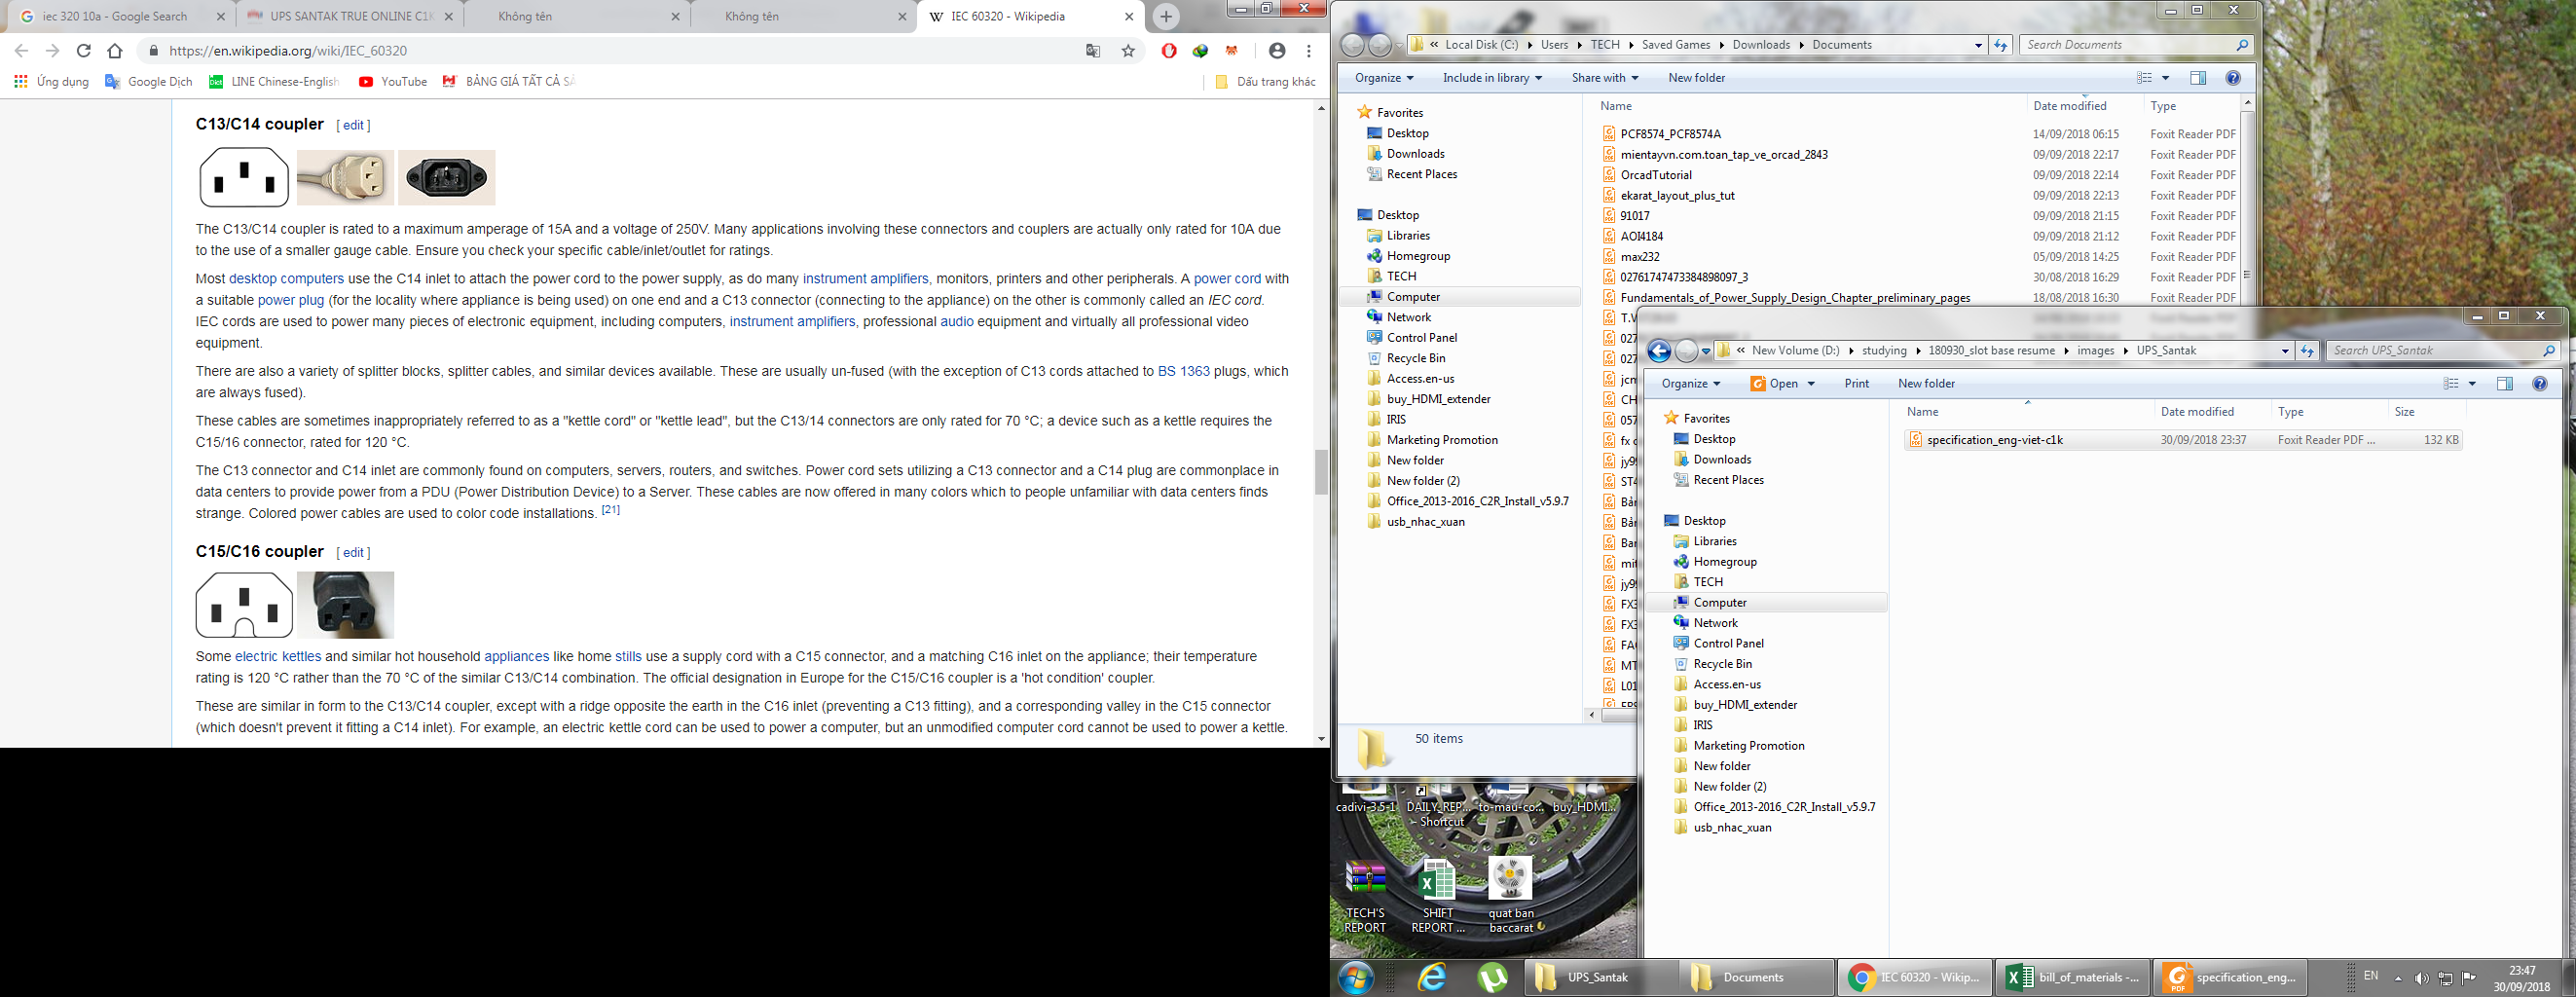 iec 320 10a - Google Search
UPS SANTAK TRUE ONLINE C1K
Không tên
Không tên
IEC 60320 - Wikipedia
https://en.wikipedia.org/wiki/IEC_60320
Ứng dụng
Google Dịch
LINE Chinese-English
YouTube
BẢNG GIÁ TẤT CẢ SẢ
Dấu trang khác
C13/C14 coupler [ edit ]
The C13/C14 coupler is rated to a maximum amperage of 15A and a voltage of 250V. Many applications involving these connectors and couplers are actually only rated for 10A due
to the use of a smaller gauge cable. Ensure you check your specific cable/inlet/outlet for ratings.
Most desktop computers use the C14 inlet to attach the power cord to the power supply, as do many instrument amplifiers, monitors, printers and other peripherals. A power cord with
a suitable power plug (for the locality where appliance is being used) on one end and a C13 connector (connecting to the appliance) on the other is commonly called an IEC cord.
IEC cords are used to power many pieces of electronic equipment, including computers, instrument amplifiers, professional audio equipment and virtually all professional video
equipment.
There are also a variety of splitter blocks, splitter cables, and similar devices available. These are usually un-fused (with the exception of C13 cords attached to BS 1363 plugs, which
are always fused).
These cables are sometimes inappropriately referred to as a "kettle cord" or "kettle lead", but the C13/14 connectors are only rated for 70 °C; a device such as a kettle requires the
C15/16 connector, rated for 120 °C.
The C13 connector and C14 inlet are commonly found on computers, servers, routers, and switches. Power cord sets utilizing a C13 connector and a C14 plug are commonplace in
data centers to provide power from a PDU (Power Distribution Device) to a Server. These cables are now offered in many colors which to people unfamiliar with data centers finds
strange. Colored power cables are used to color code installations. [21]
C15/C16 coupler [ edit ]
Some electric kettles and similar hot household appliances like home stills use a supply cord with a C15 connector, and a matching C16 inlet on the appliance; their temperature
rating is 120 °C rather than the 70 °C of the similar C13/C14 combination. The official designation in Europe for the C15/C16 coupler is a 'hot condition' coupler.
These are similar in form to the C13/C14 coupler, except with a ridge opposite the earth in the C16 inlet (preventing a C13 fitting), and a corresponding valley in the C15 connector
(which doesn't prevent it fitting a C14 inlet). For example, an electric kettle cord can be used to power a computer, but an unmodified computer cord cannot be used to power a kettle.
« Local Disk (C:) Users TECH Saved Games Downloads Documents
Search Documents
Organize Include in library Share with New folder
Name Date modified Type
Favorites
Desktop
Downloads
Recent Places
Desktop
Libraries
Homegroup
TECH
Computer
Network
Control Panel
Recycle Bin
Access.en-us
buy_HDMI_extender
IRIS
Marketing Promotion
New folder
New folder (2)
Office_2013-2016_C2R_Install_v5.9.7
usb_nhac_xuan
PCF8574_PCF8574A 14/09/2018 06:15 Foxit Reader PDF
mientayvn.com.toan_tap_ve_orcad_2843 09/09/2018 22:17 Foxit Reader PDF
OrcadTutorial 09/09/2018 22:14 Foxit Reader PDF
ekarat_layout_plus_tut 09/09/2018 22:13 Foxit Reader PDF
91017 09/09/2018 21:15 Foxit Reader PDF
AOI4184 09/09/2018 21:12 Foxit Reader PDF
max232 05/09/2018 14:25 Foxit Reader PDF
02761747473384898097_3 30/08/2018 16:29 Foxit Reader PDF
Fundamentals_of_Power_Supply_Design_Chapter_preliminary_pages 18/08/2018 16:30 Foxit Reader PDF
T.V
027
027
jcm
CH
057
fx
jy99
ST4
Bản
Bản
Bar
mit
jy99
FX3
FX3
FAC
MT
L01
50 items
« New Volume (D:) studying 180930_slot base resume images UPS_Santak
Search UPS_Santak
Organize Open Print New folder
Name Date modified Type Size
specification_eng-viet-c1k 30/09/2018 23:37 Foxit Reader PDF ... 132 KB
Favorites
Desktop
Downloads
Recent Places
Desktop
Libraries
Homegroup
TECH
Computer
Network
Control Panel
Recycle Bin
Access.en-us
buy_HDMI_extender
IRIS
Marketing Promotion
New folder
New folder (2)
Office_2013-2016_C2R_Install_v5.9.7
usb_nhac_xuan
cadivi-3.5-1
DAILY_REP...
- Shortcut
to-mau-co...
buy_HDMI...
TECH'S
REPORT
SHIFT
REPORT ...
quat ban
baccarat
UPS_Santak
Documents
IEC 60320 - Wikip...
bill_of_materials -...
specification_eng...
EN
23:47
30/09/2018